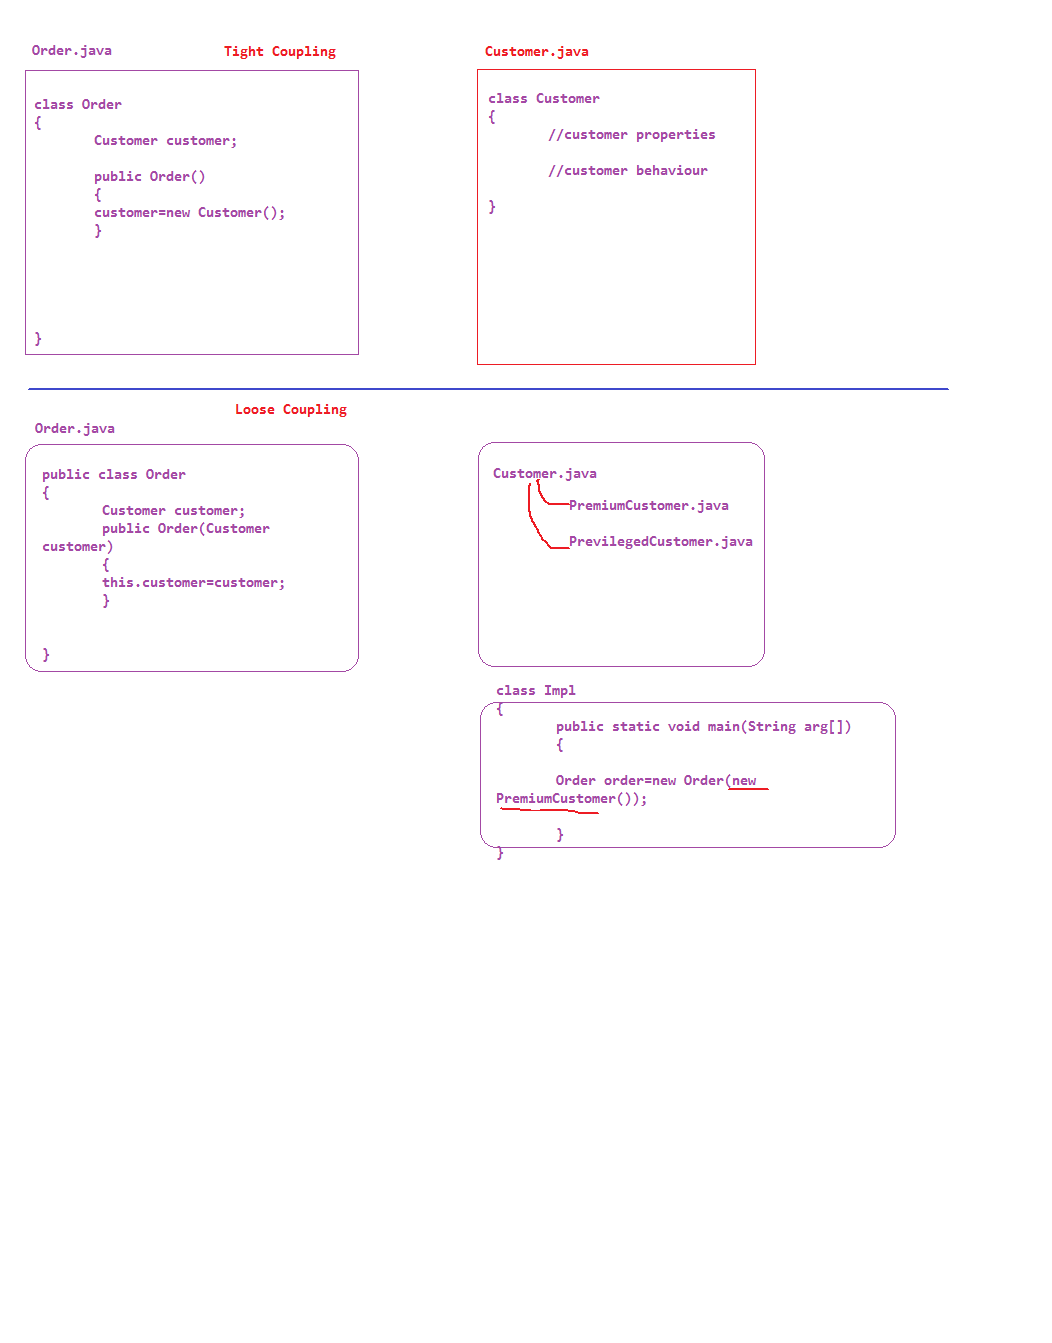 Order.java
Tight Coupling
class Order
{
Customer customer;
public Order()
{
customer=new Customer();
}
}
Customer.java
class Customer
{
//customer properties
//customer behaviour
}
Loose Coupling
Order.java
public class Order
{
Customer customer;
public Order(Customer
customer)
{
this.customer=customer;
}
}
Customer.java
PremiumCustomer.java
PrevilegedCustomer.java
class Impl
{
public static void main(String arg[])
{
Order order=new Order(new
PremiumCustomer());
}
}